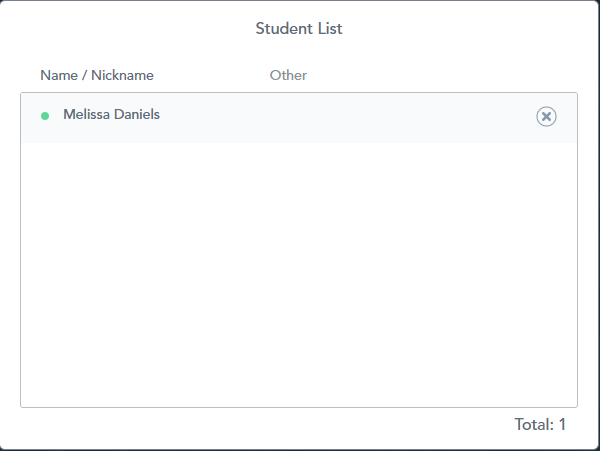 Student List
Name / Nickname Other
Melissa Daniels
Total: 1